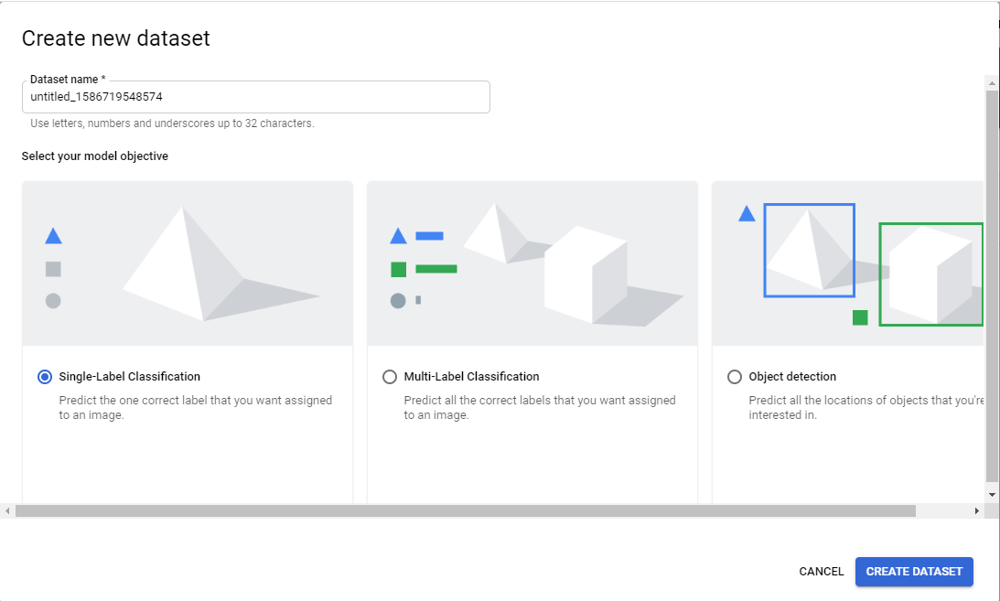 Create new dataset
Dataset name *
untitled_1586719548574
Use letters, numbers and underscores up to 32 characters.
Select your model objective
Single-Label Classification
Predict the one correct label that you want assigned
to an image.
Multi-Label Classification
Predict all the correct labels that you want assigned
to an image.
Object detection
Predict all the locations of objects that you're
interested in.
CANCEL
CREATE DATASET